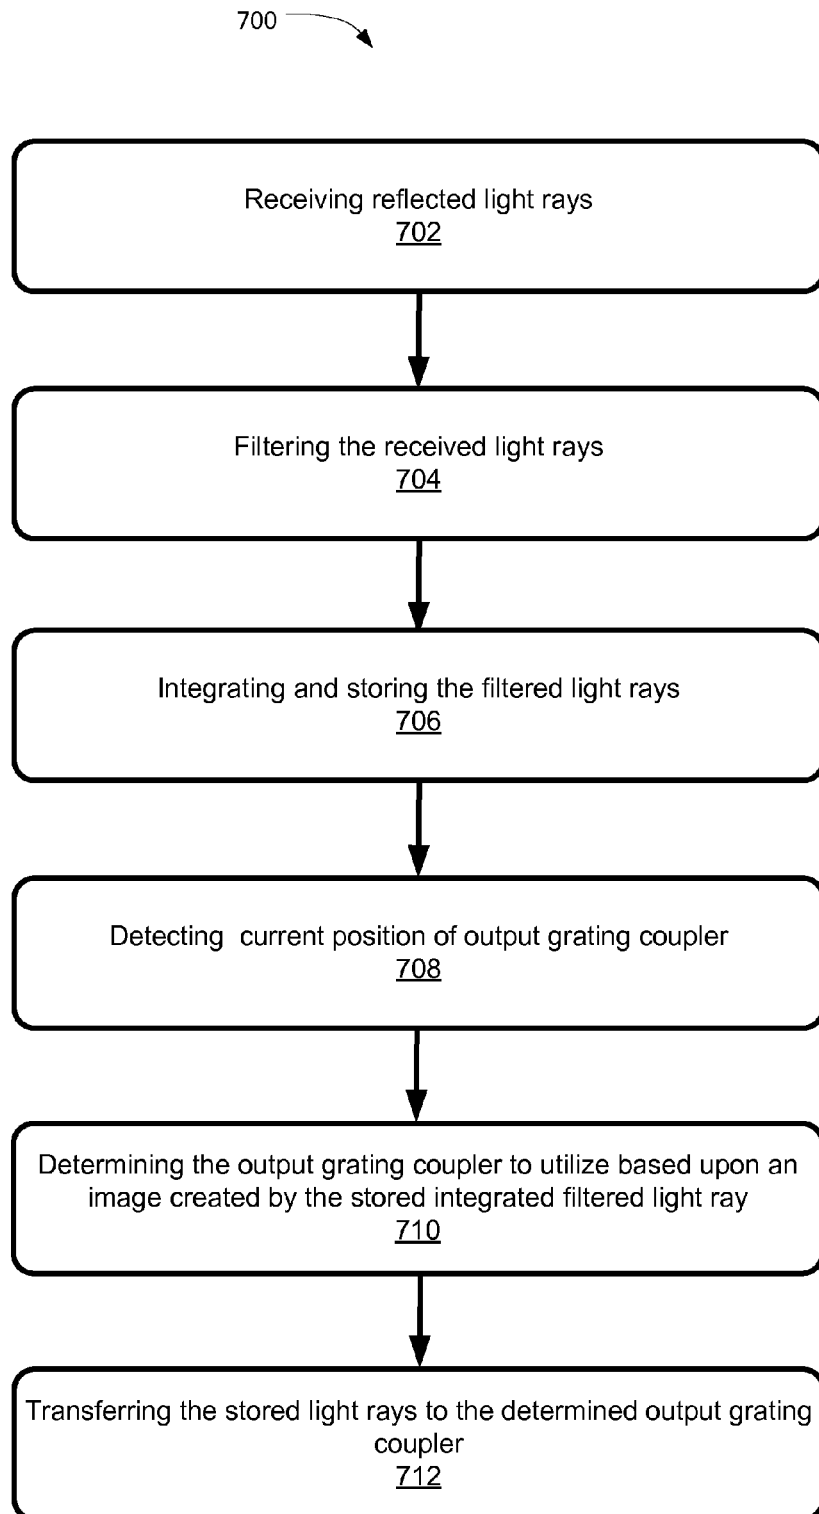 700
Receiving reflected light rays
702
Filtering the received light rays
704
Integrating and storing the filtered light rays
706
Detecting  current position of output grating coupler
708
Determining the output grating coupler to utilize based upon an
image created by the stored integrated filtered light ray
710
Transferring the stored light rays to the determined output grating
coupler
712